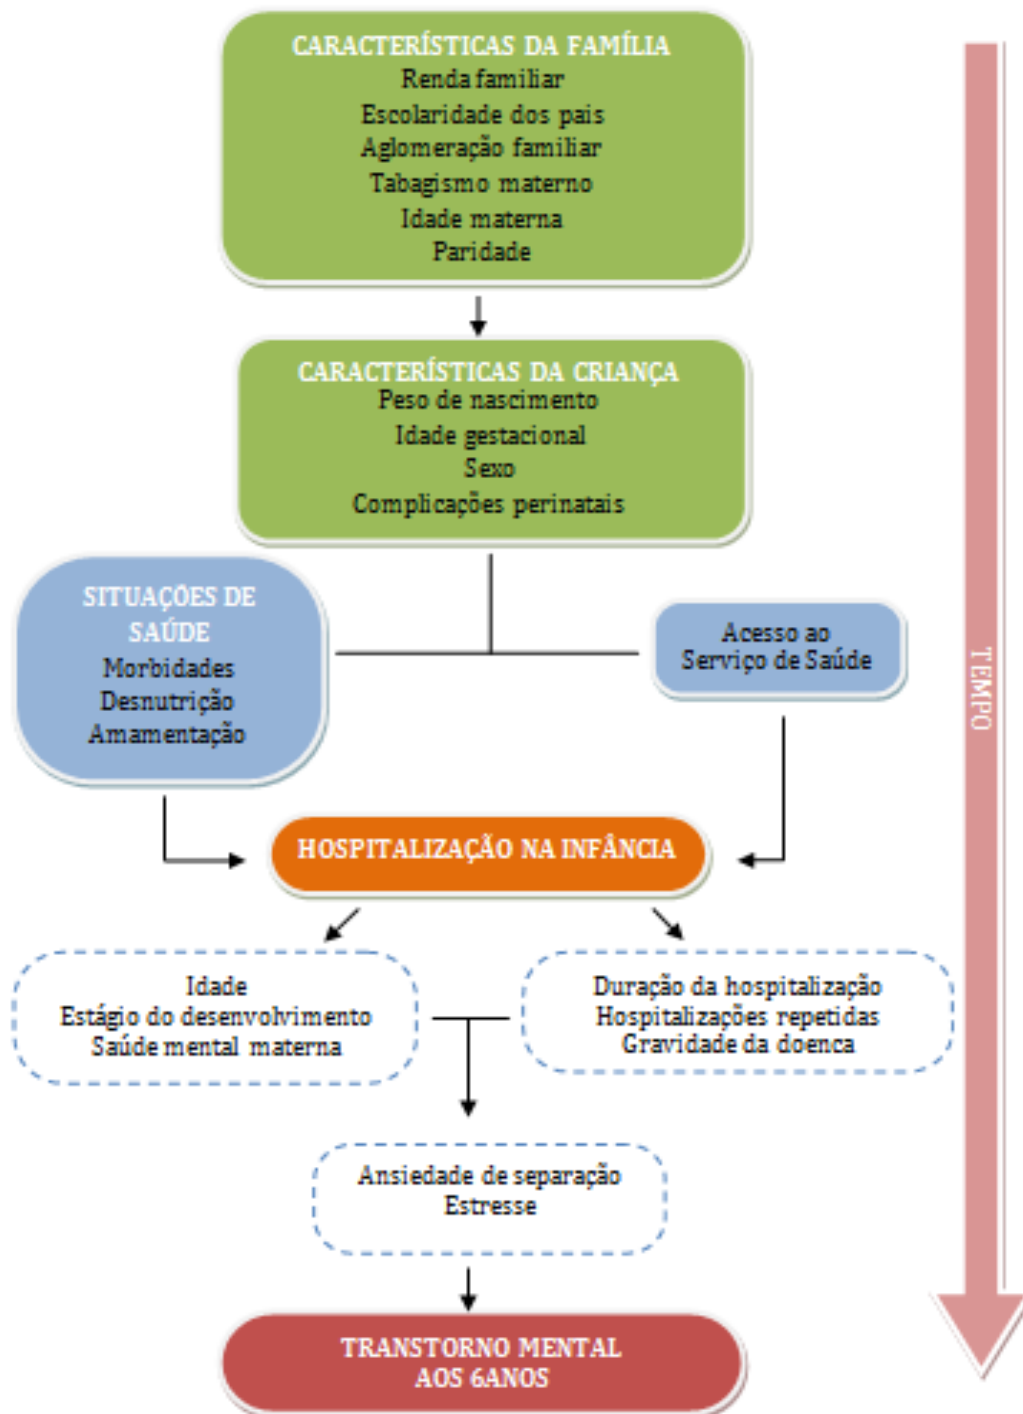 CARACTERÍSTICAS DA FAMÍLIA
Renda familiar
Escolaridade dos pais
Aglomeração familiar
Tabagismo materno
Idade materna
Paridade
CARACTERÍSTICAS DA CRIANÇA
Peso de nascimento
Idade gestacional
Sexo
Complicações perinatais
SITUAÇÕES DE
SAÚDE
Morbidades
Desnutrição
Amamentação
Acesso ao
Serviço de Saúde
TEMPO
HOSPITALIZAÇÃO NA INFÂNCIA
Idade
Estágio do desenvolvimento
Saúde mental materna
Duração da hospitalização
Hospitalizações repetidas
Gravidade da doenca
Ansiedade de separação
Estresse
TRANSTORNO MENTAL
AOS 6ANOS